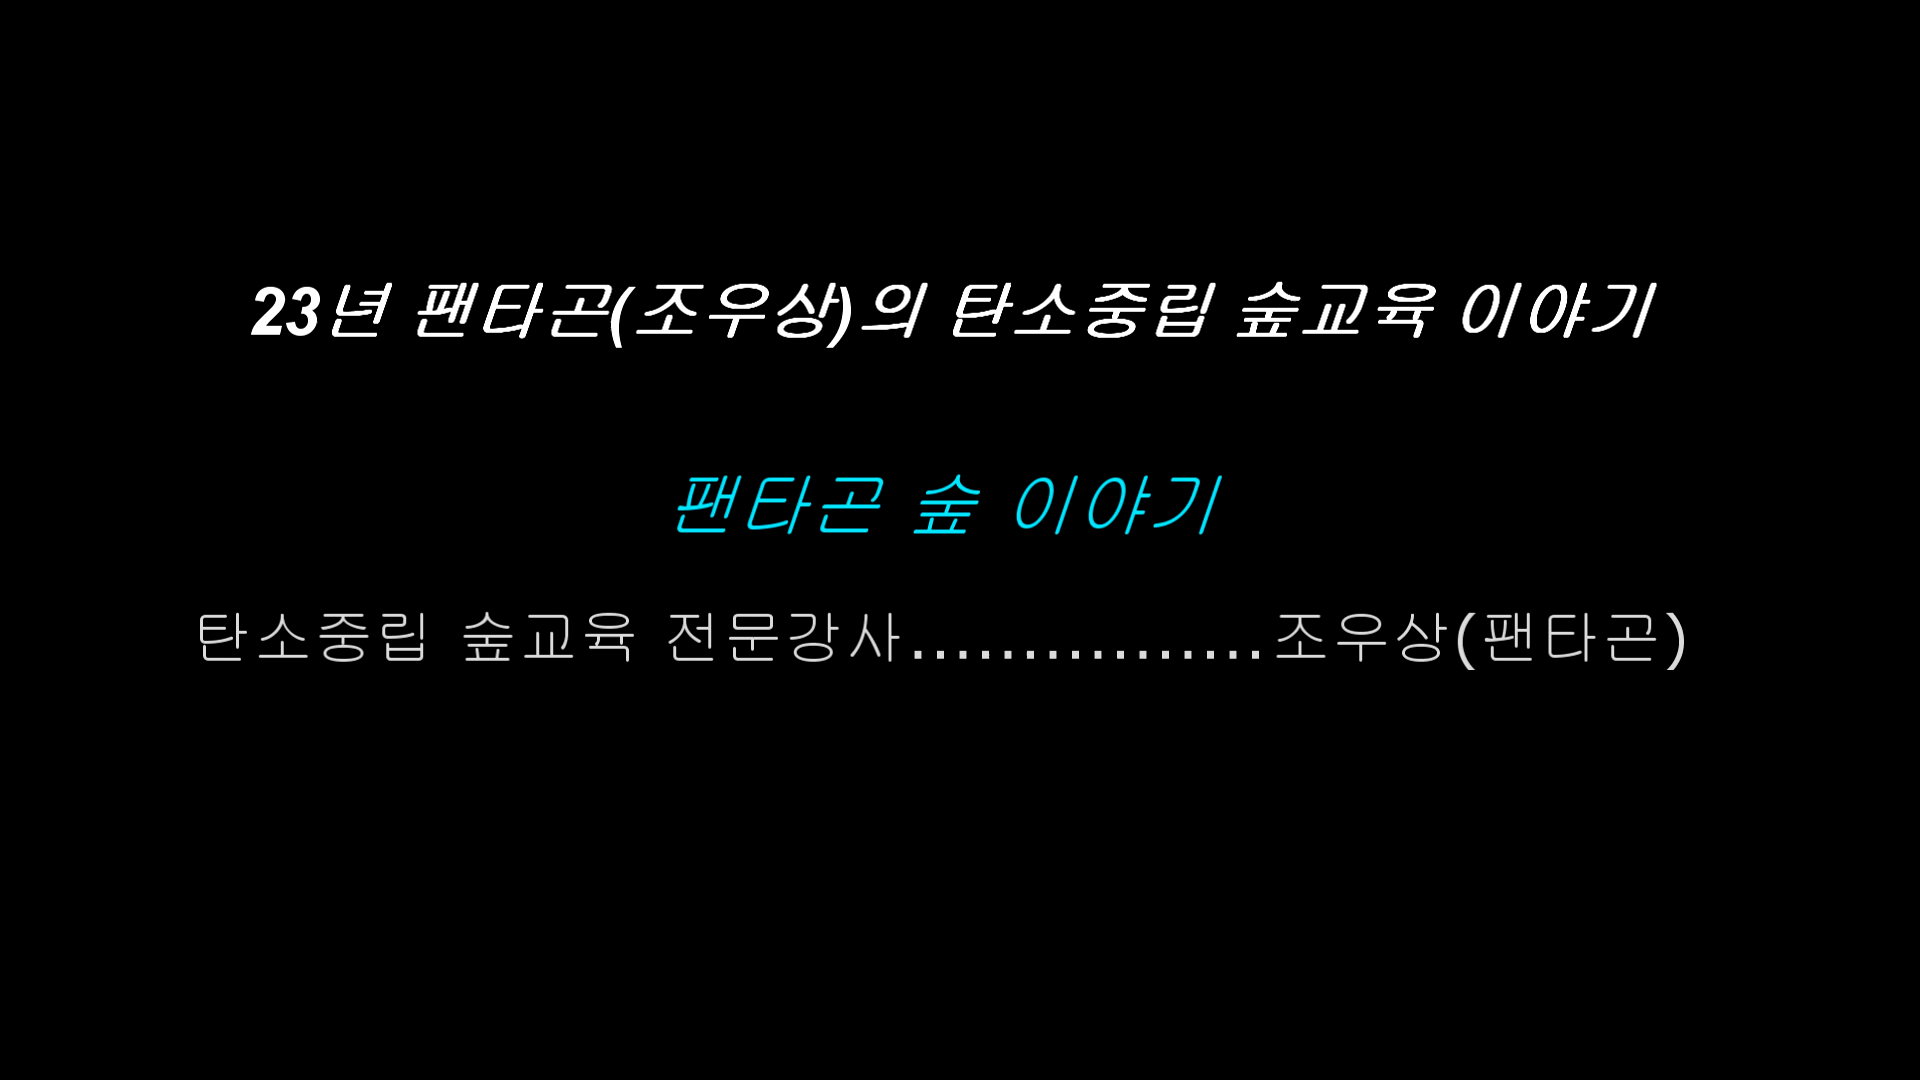 23년 팬타곤(조우상)의 탄소중립 숲교육 이야기
팬타곤 숲 이야기
탄소중립 숲교육 전문강사................조우상(팬타곤)